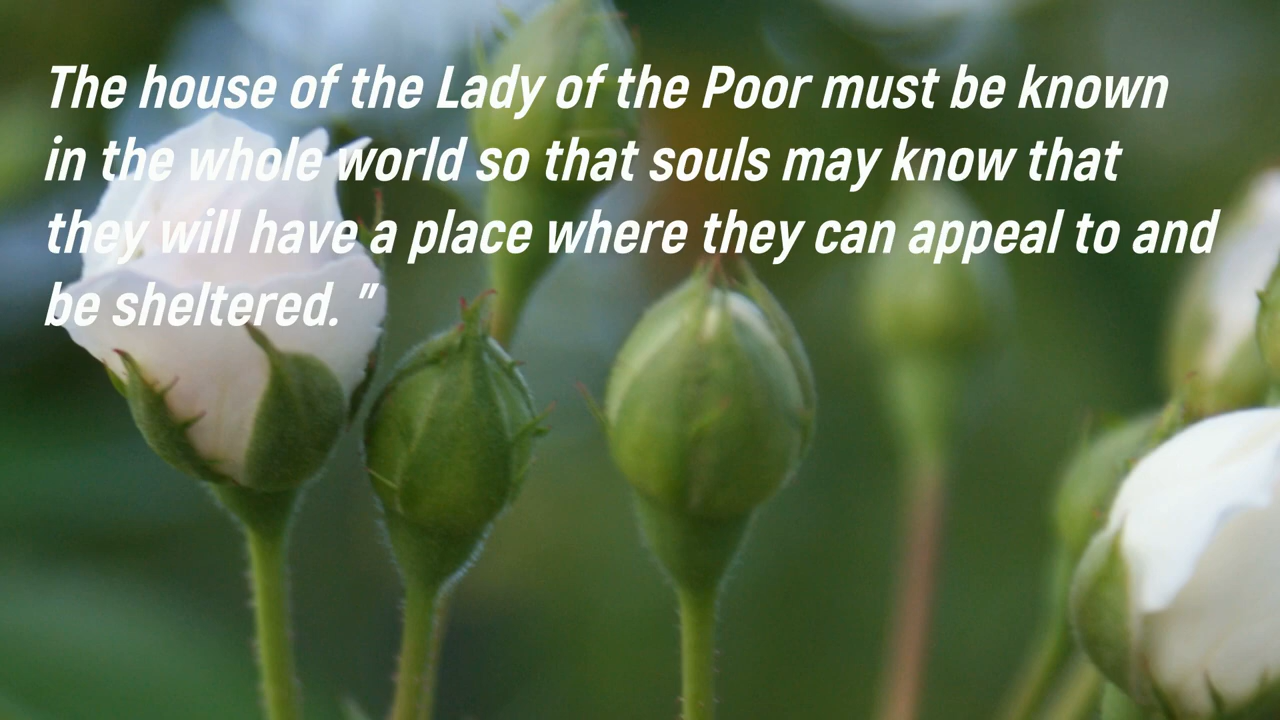 The house of the Lady of the Poor must be known
in the whole world so that souls may know that
they will have a place where they can appeal to and
be sheltered. ”